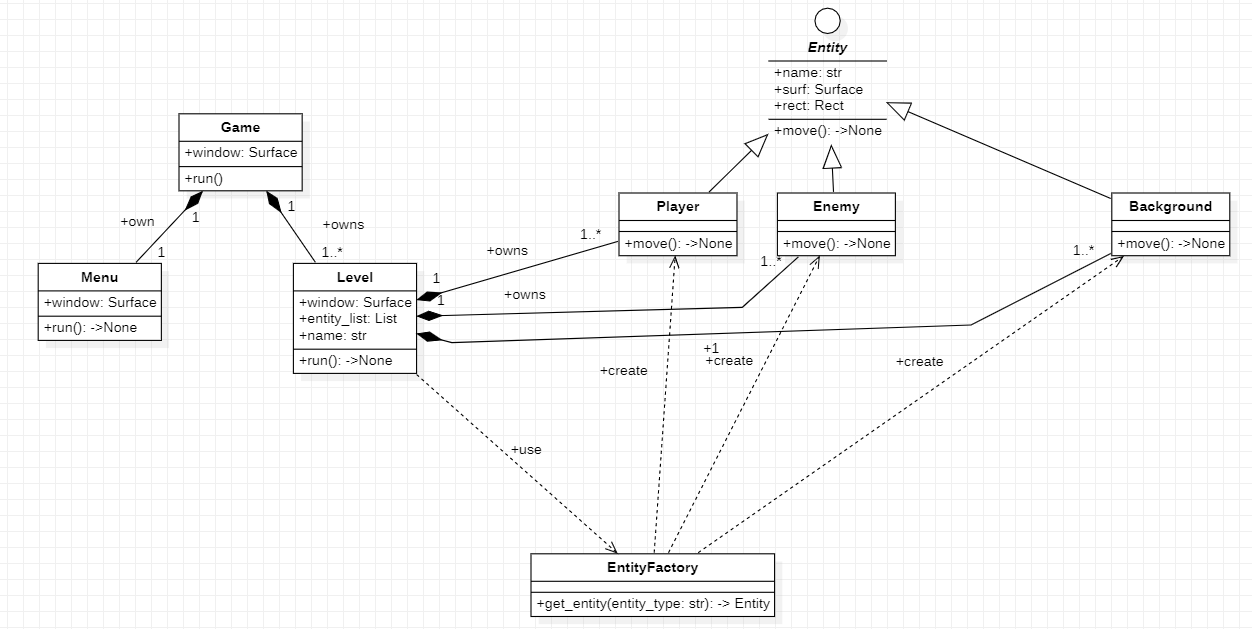 Entity
+name: str
+surf: Surface
+rect: Rect
+move(): ->None
Game
+window: Surface
+run()
+own
1
1
1
+owns
1..*
Menu
+window: Surface
+run(): ->None
Level
+window: Surface
+entity_list: List
+name: str
+run(): ->None
Player
+move(): ->None
Enemy
+move(): ->None
Background
+move(): ->None
+owns
1..*
1
+owns
1..*
1
1..*
+1
+create
+create
+create
+use
EntityFactory
+get_entity(entity_type: str): -> Entity